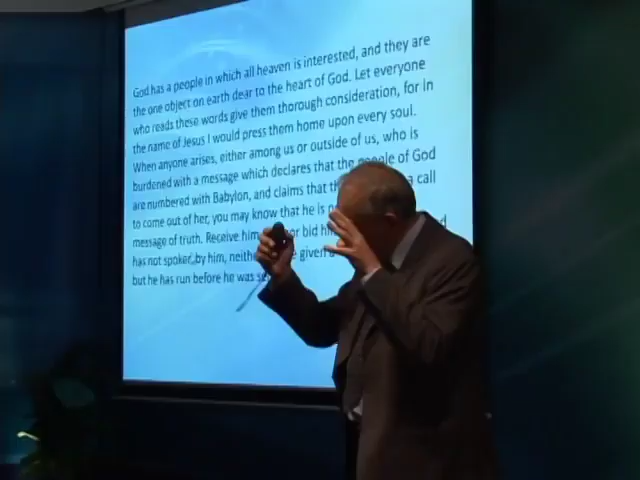 God has a people in which all heaven is interested, and they are
the one object on earth dear to the heart of God. Let everyone
who reads these words give them thorough consideration, for in
the name of Jesus I would press them home upon every soul.
When anyone arises, either among us or outside of us, who is
burdened with a message which declares that the people of God
are numbered with Babylon, and claims that a call
to come out of her, you may know that he is
message of truth. Receive him or bid
has not spoken by him, given
but he has run before he was